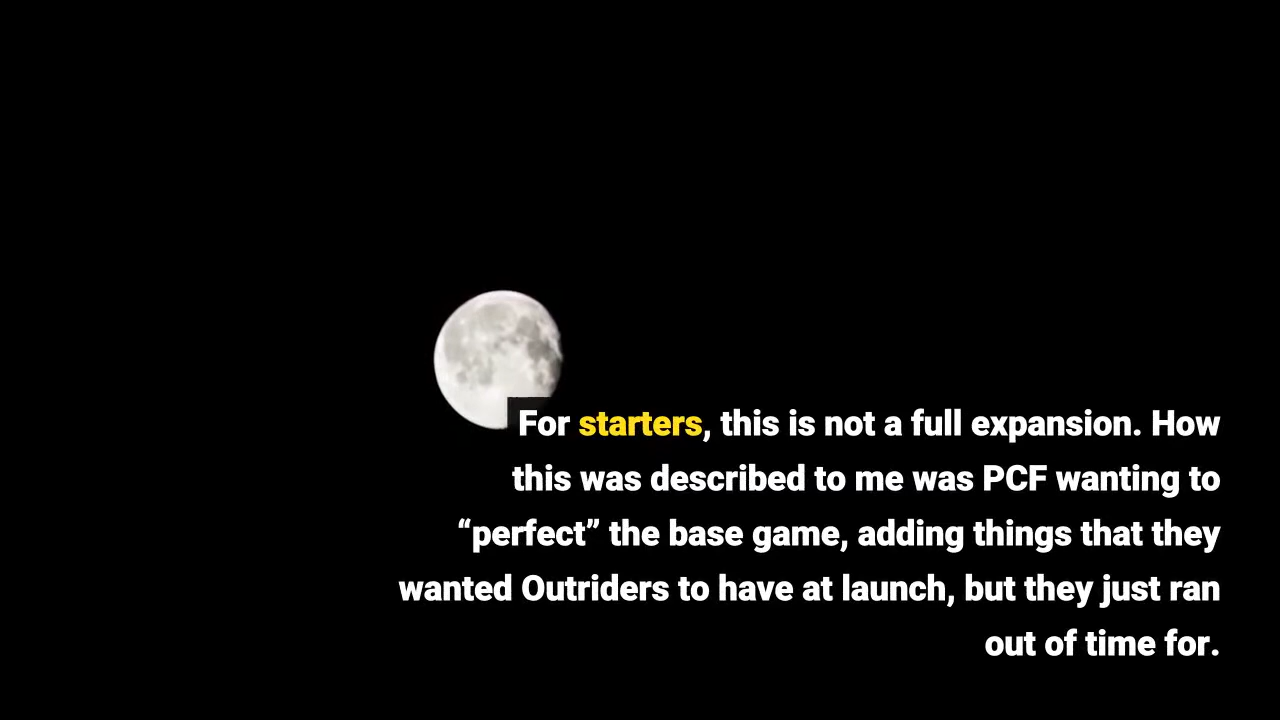 For starters, this is not a full expansion. How
this was described to me was PCF wanting to
“perfect” the base game, adding things that they
wanted Outriders to have at launch, but they just ran
out of time for.